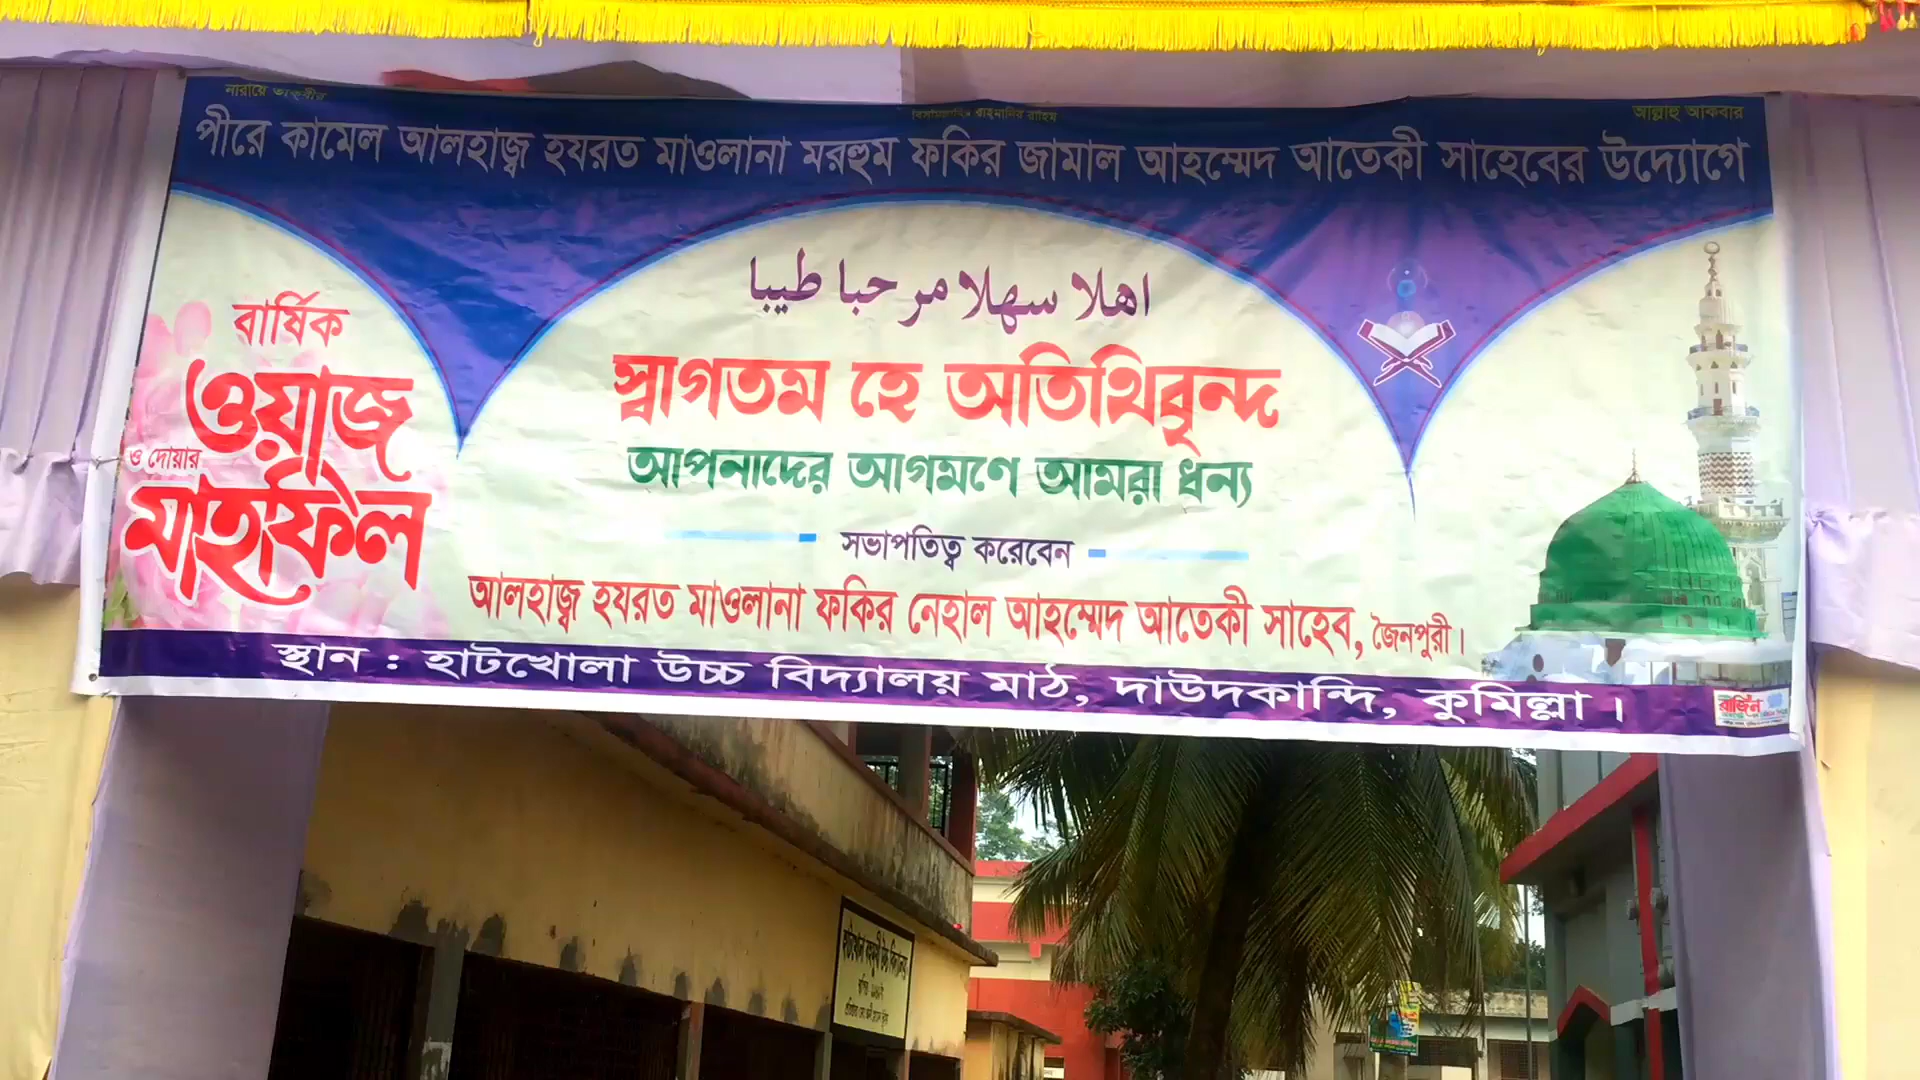 নারায়ে তাকবীর
বিসমিল্লাহির রাহমানির রাহিম
আল্লাহু আকবার
পীরে কামেল আলহাজ্ব হযরত মাওলানা মরহুম ফকির জামাল আহম্মেদ আতেকী সাহেবের উদ্যোগে
اهلا سهلا مرحبا طيبا
বার্ষিক
ওয়াজ
ও দোয়ার
মাহফিল
স্বাগতম হে অতিথিবৃন্দ
আপনাদের আগমণে আমরা ধন্য
সভাপতিত্ব করেবেন
আলহাজ্ব হযরত মাওলানা ফকির নেহাল আহম্মেদ আতেকী সাহেব, জৈনপুরী।
স্থান : হাটখোলা উচ্চ বিদ্যালয় মাঠ, দাউদকান্দি, কুমিল্লা ।